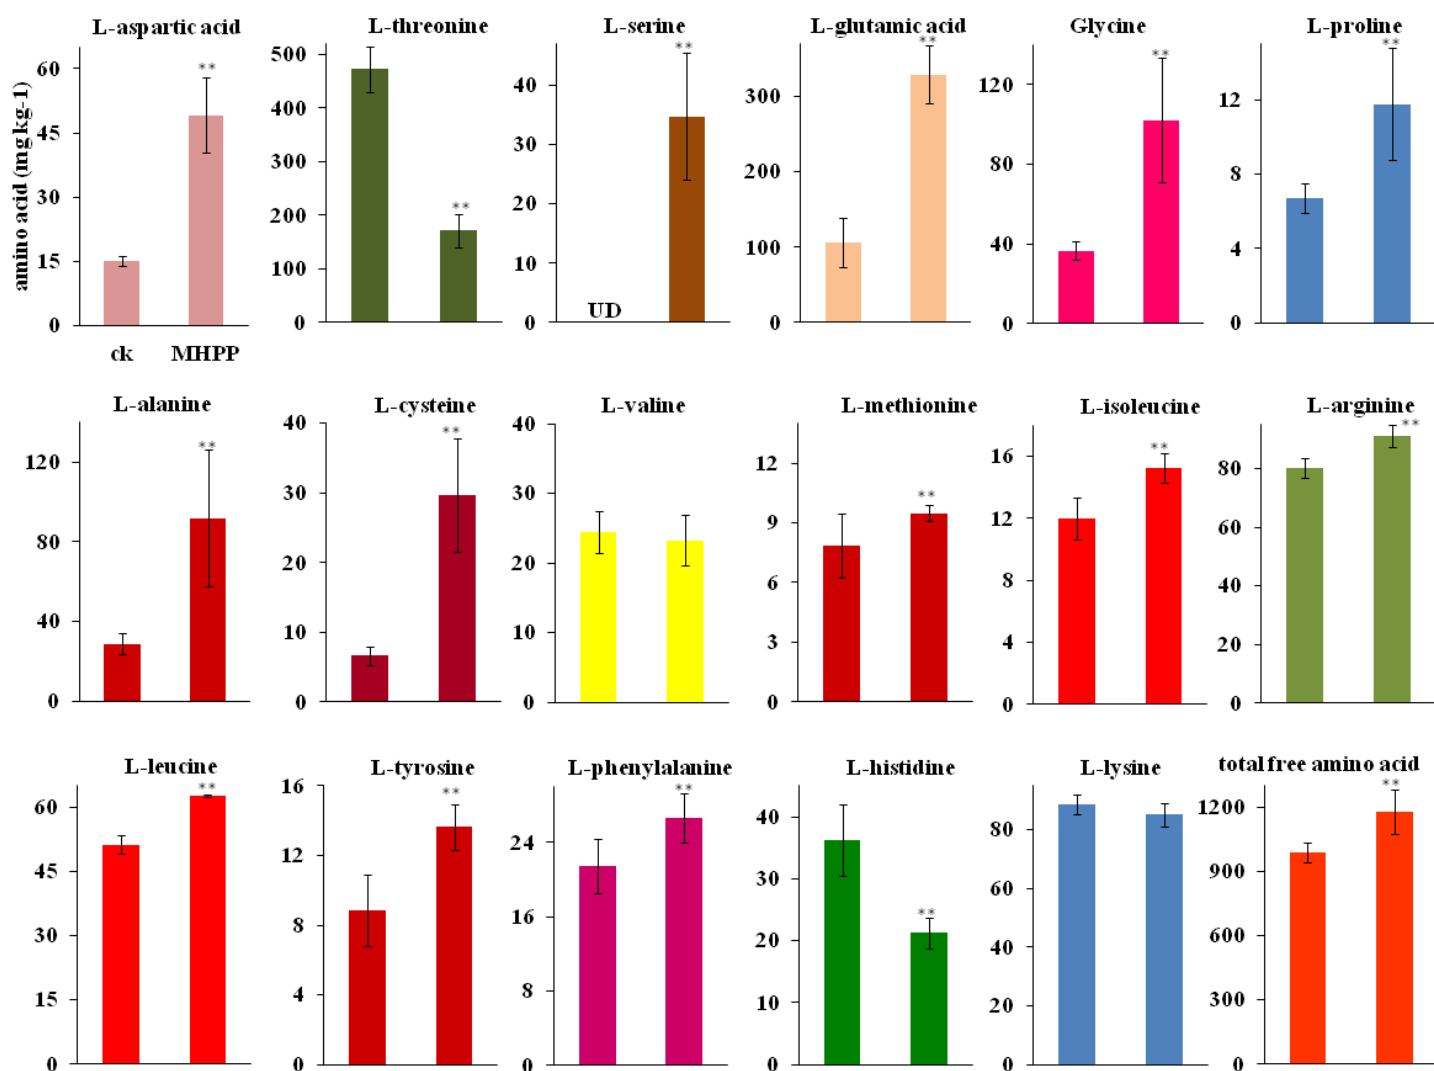 L-aspartic acid L-threonine L-serine L-glutamic acid Glycine L-proline
amino acid (mg kg-1)
60 45 30 15 0
**
ck MHPP
500 400 300 200 100 0
**
40 30 20 10 0
**
UD
300 200 100 0
**
120 80 40 0
**
12 8 4 0
**
L-alanine L-cysteine L-valine L-methionine L-isoleucine L-arginine
120 80 40 0
**
40 30 20 10 0
**
40 30 20 10 0
12 9 6 3 0
**
16 12 8 4 0
**
80 60 40 20 0
**
L-leucine L-tyrosine L-phenylalanine L-histidine L-lysine total free amino acid
60 45 30 15 0
**
16 12 8 4 0
**
24 16 8 0
**
40 30 20 10 0
**
80 60 40 20 0
1200 900 600 300 0
**